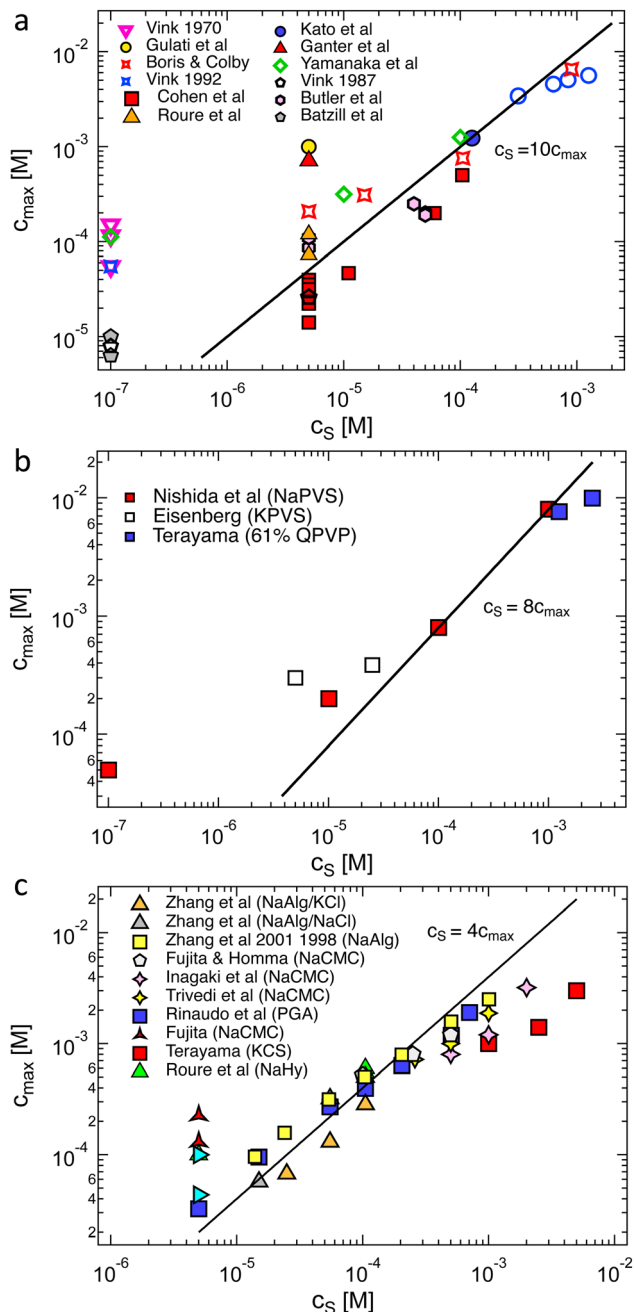 a
Vink 1970
Gulati et al
Boris & Colby
Vink 1992
Cohen et al
Roure et al
Kato et al
Ganter et al
Yamanaka et al
Vink 1987
Butler et al
Batzill et al
c_S =10c_max
c_max [M]
10^-2
10^-3
10^-4
10^-5
10^-7
10^-5
10^-4
10^-3
c_S [M]
b
Nishida et al (NaPVS)
Eisenberg (KPVS)
Terayama (61% QPVP)
c_S = 8c_max
c_max [M]
2
10^-2
6
4
2
10^-3
6
4
2
10^-4
6
4
10^-7
10^-5
10^-4
10^-3
c_S [M]
c
Zhang et al (NaAlg/KCl)
Zhang et al (NaAlg/NaCl)
Zhang et al 2001 1998 (NaAlg)
Fujita & Homma (NaCMC)
Inagaki et al (NaCMC)
Trivedi et al (NaCMC)
Rinaudo et al (PGA)
Fujita (NaCMC)
Terayama (KCS)
Roure et al (NaHy)
c_S = 4c_max
c_max [M]
2
10^-2
6
4
2
10^-3
6
4
2
10^-4
6
4
2
10^-6
10^-5
10^-4
10^-3
10^-2
c_S [M]